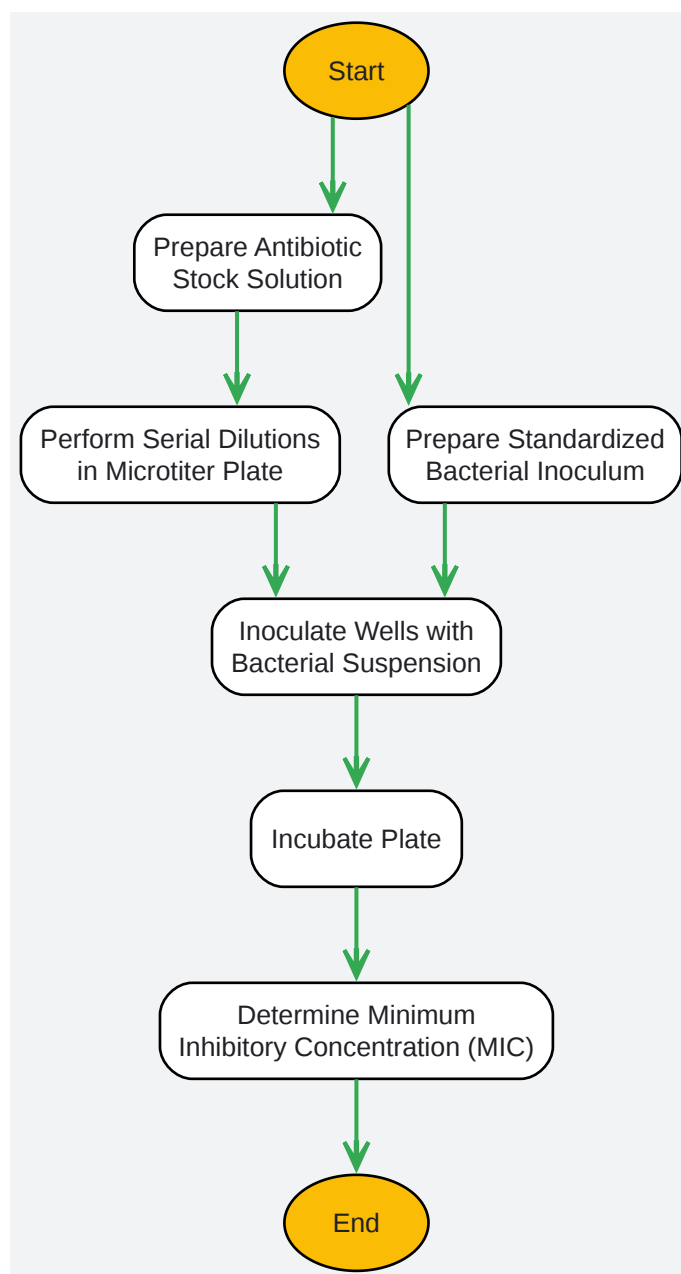 Start
Prepare Antibiotic
Stock Solution
Perform Serial Dilutions
in Microtiter Plate
Prepare Standardized
Bacterial Inoculum
Inoculate Wells with
Bacterial Suspension
Incubate Plate
Determine Minimum
Inhibitory Concentration (MIC)
End